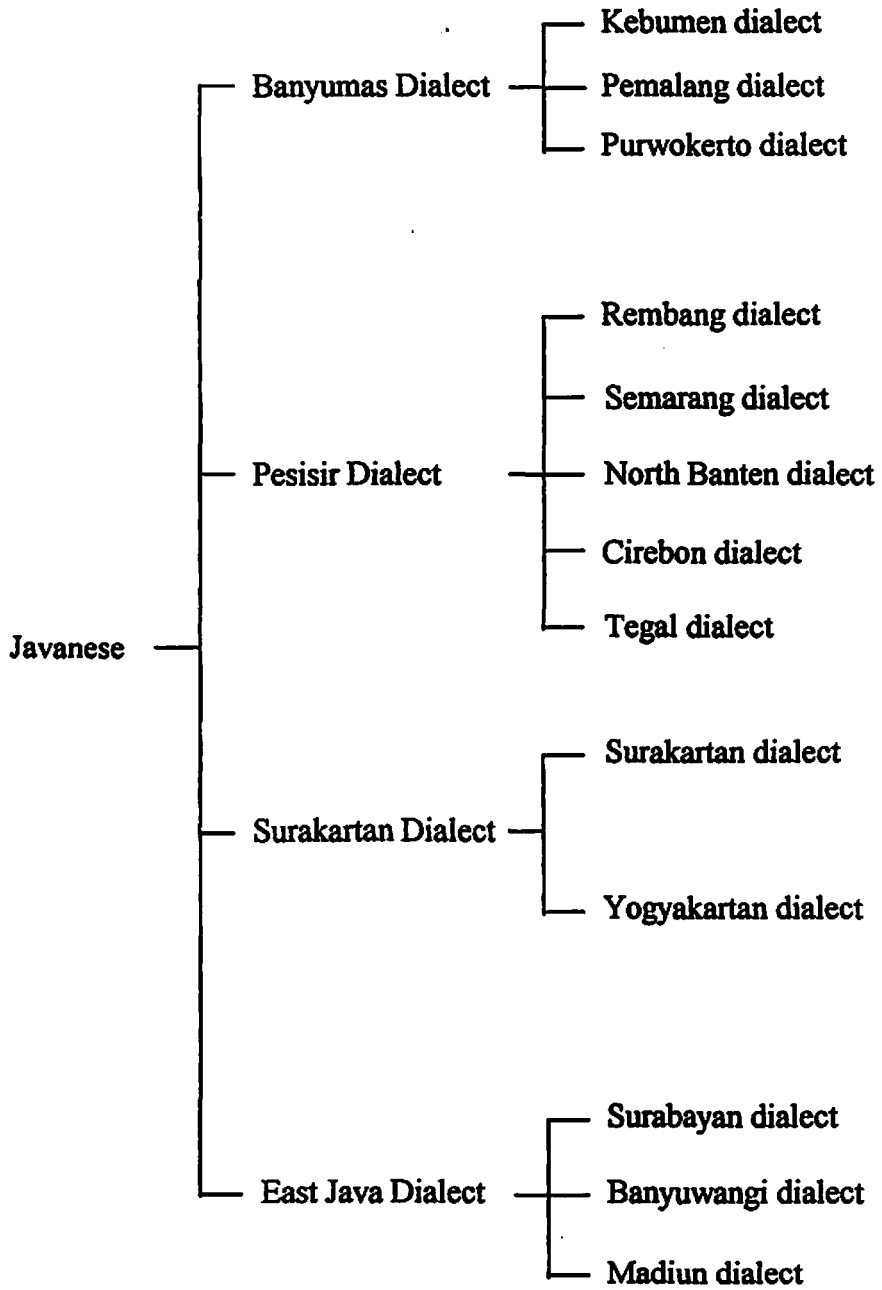 Kebumen dialect
Banyumas Dialect
Pemalang dialect
Purwokerto dialect
Rembang dialect
Semarang dialect
Pesisir Dialect
North Banten dialect
Cirebon dialect
Tegal dialect
Javanese
Surakartan dialect
Surakartan Dialect
Yogyakartan dialect
Surabayan dialect
East Java Dialect
Banyuwangi dialect
Madiun dialect